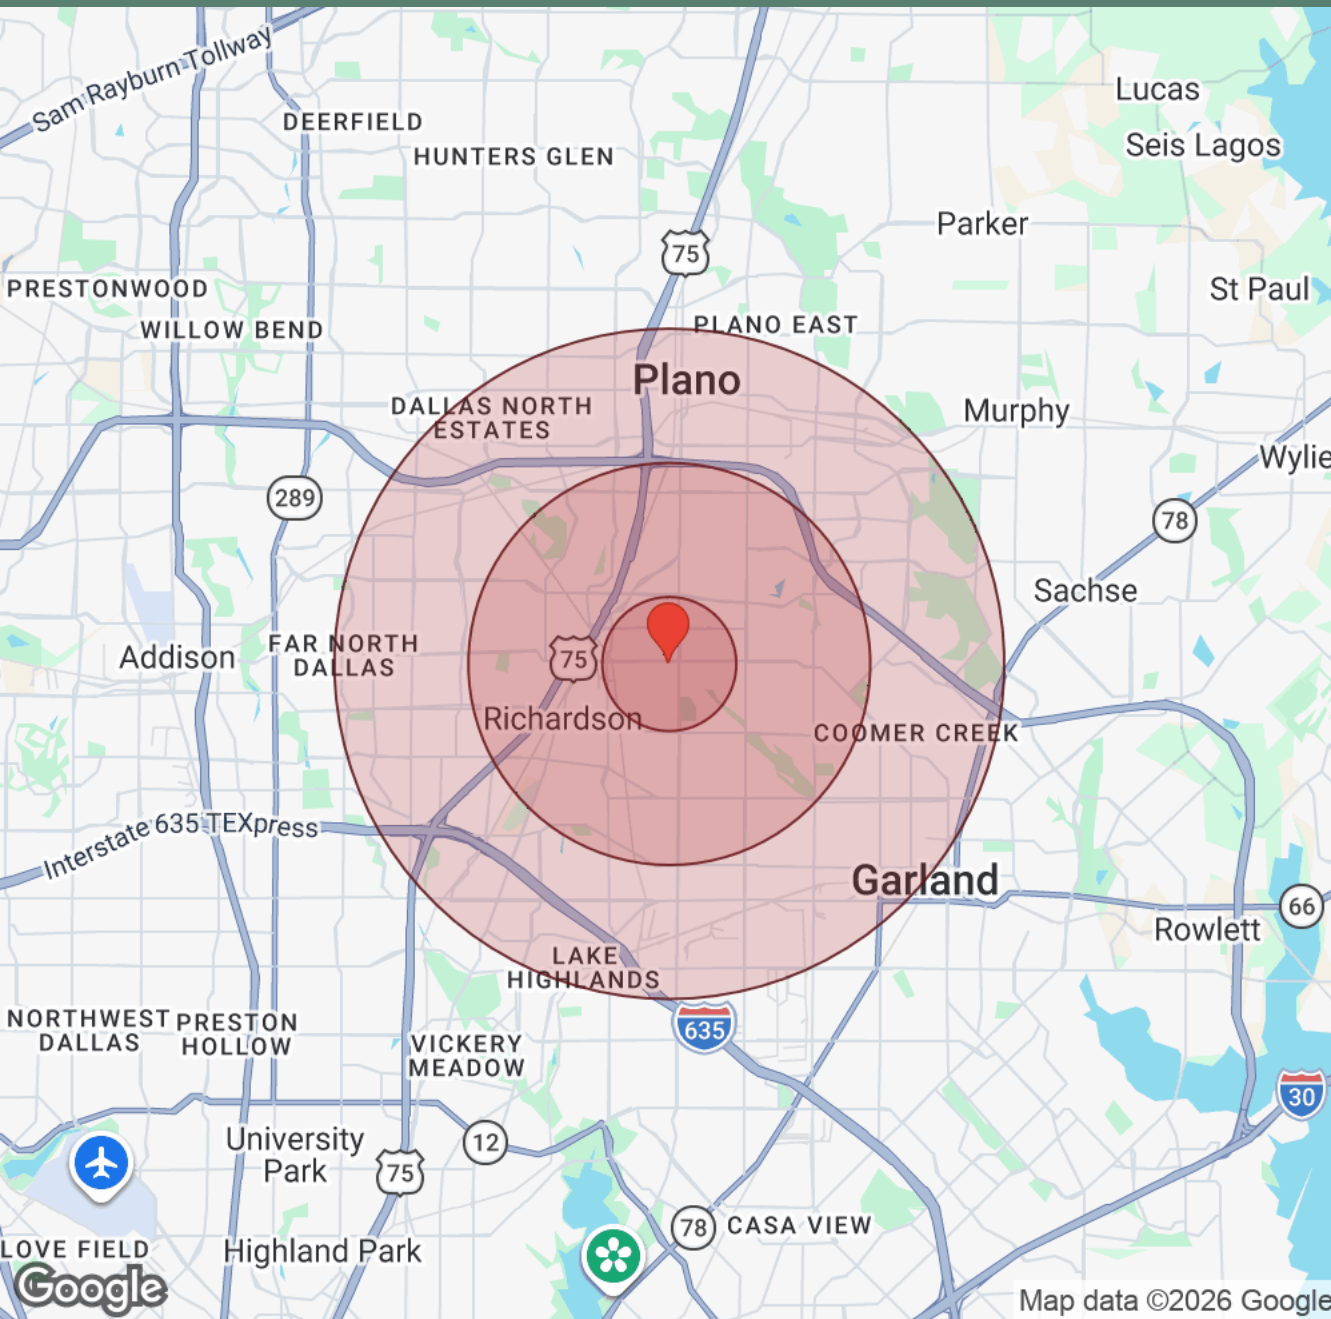 Sam Rayburn Tollway
Lucas
DEERFIELD
Seis Lagos
HUNTERS GLEN
Parker
75
PRESTONWOOD
St Paul
WILLOW BEND
PLANO EAST
Plano
DALLAS NORTH
ESTATES
Murphy
Wylie
289
78
Sachse
Addison
FAR NORTH
DALLAS
75
Richardson
COOMER CREEK
Interstate 635 TEXpress
Garland
66
Rowlett
LAKE
HIGHLANDS
NORTHWEST
DALLAS
PRESTON
HOLLOW
635
VICKERY
MEADOW
30
University
Park
12
75
78
CASA VIEW
LOVE FIELD
Highland Park
Google
Map data ©2026 Google